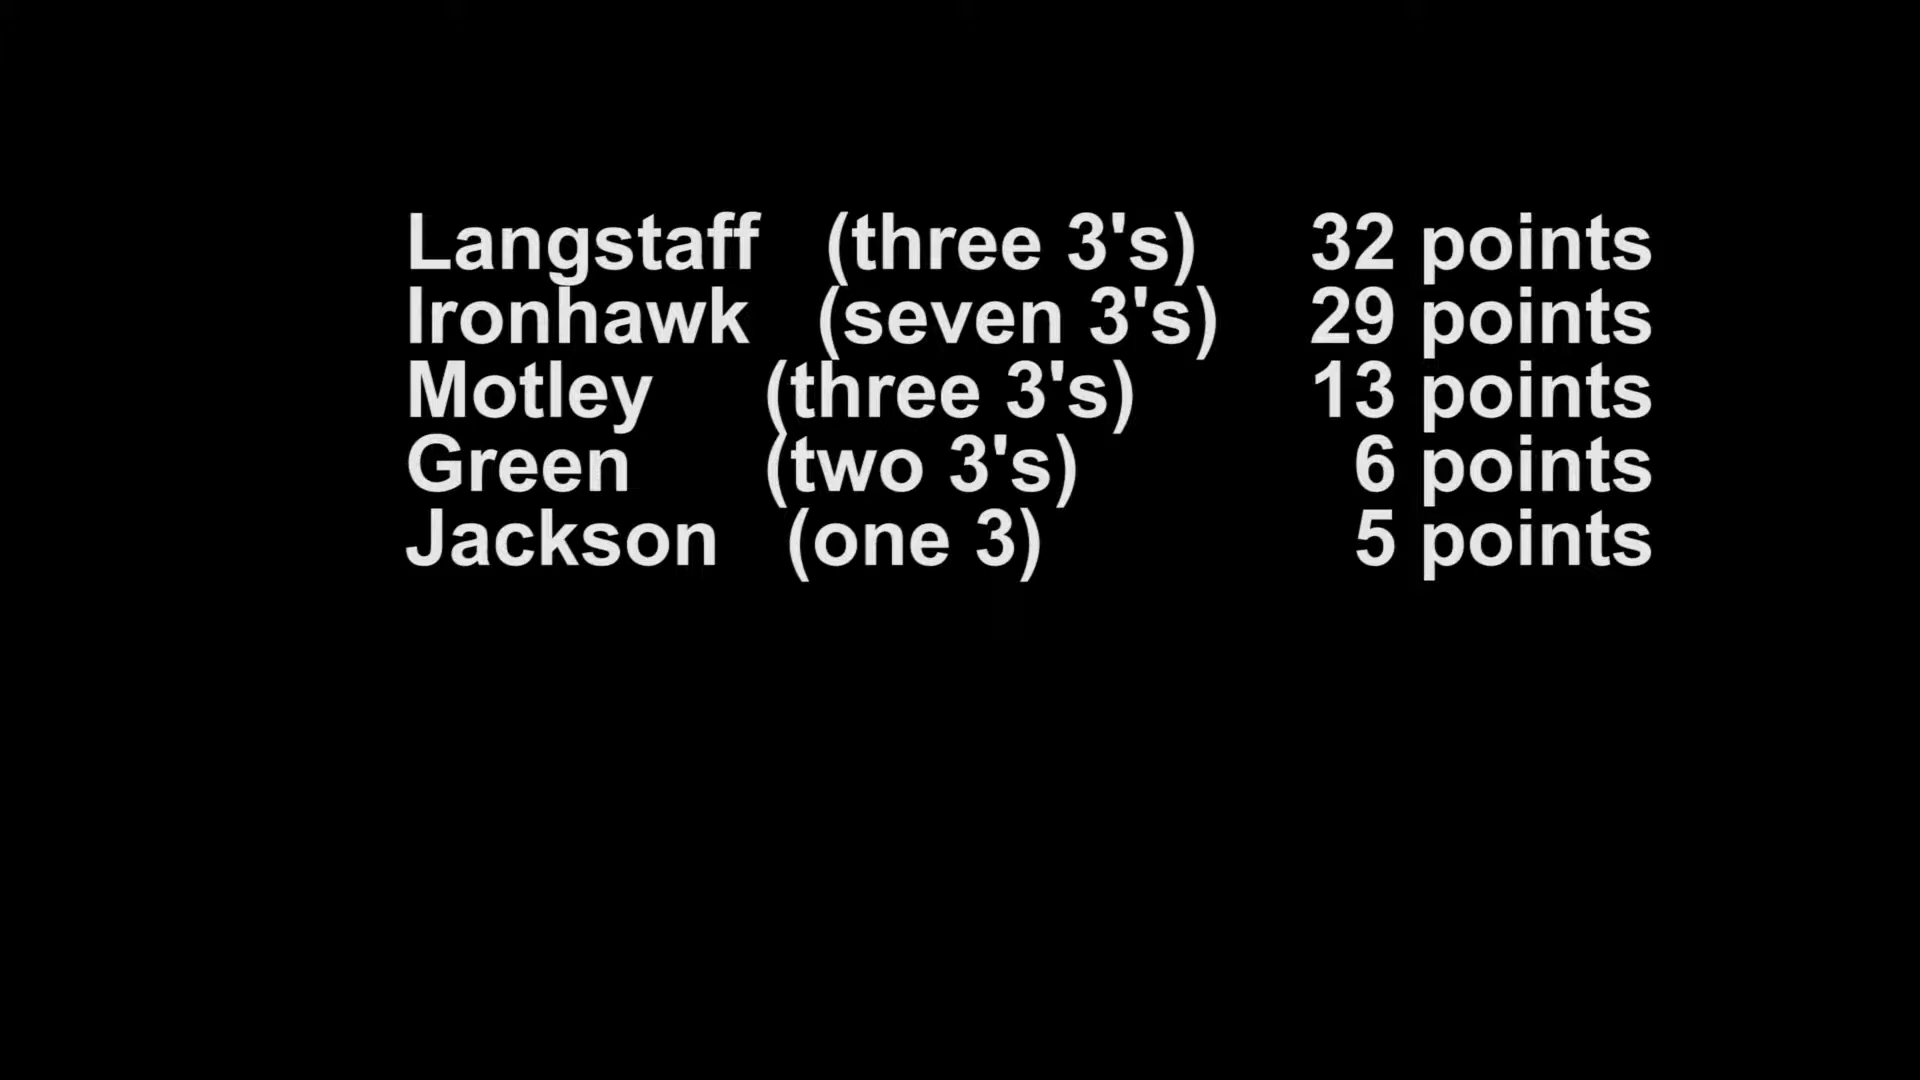 Langstaff (three 3's) 32 points
Ironhawk (seven 3's) 29 points
Motley (three 3's) 13 points
Green (two 3's) 6 points
Jackson (one 3) 5 points